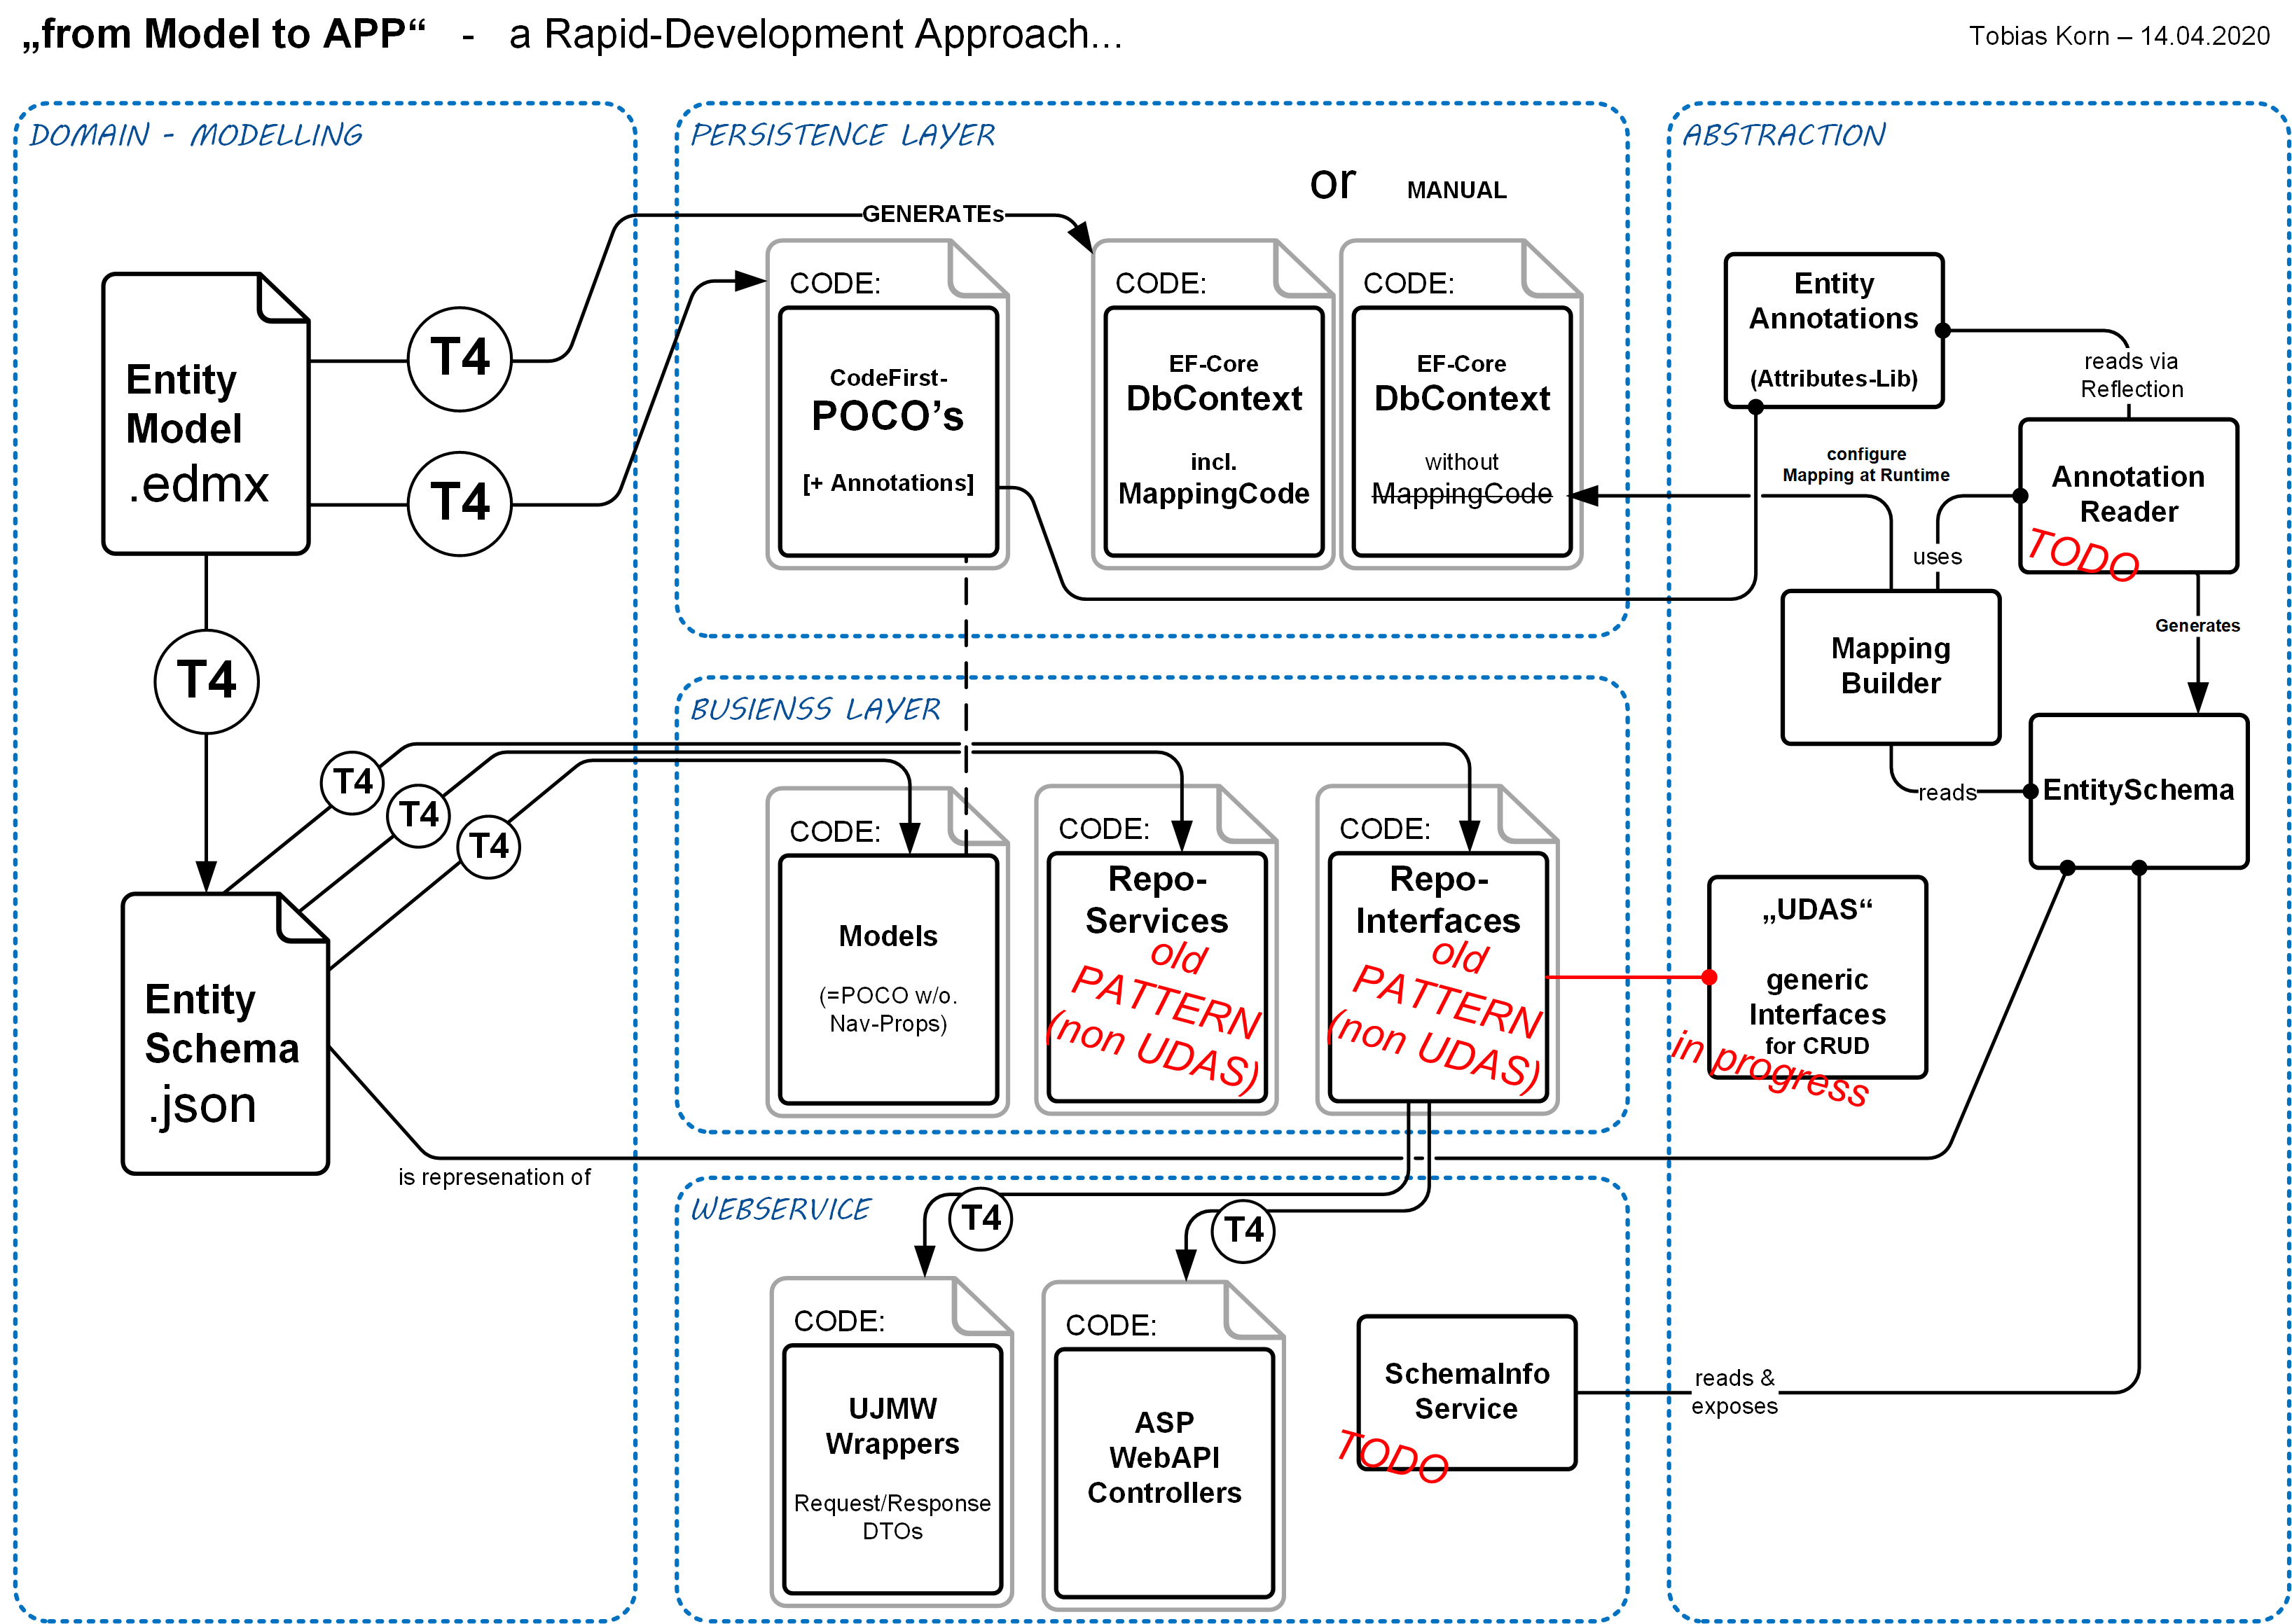 „from Model to APP“ - a Rapid-Development Approach...
Tobias Korn – 14.04.2020
DOMAIN - MODELLING
Entity
Model
.edmx
T4
T4
T4
T4
T4
T4
Entity
Schema
.json
is represenation of
PERSISTENCE LAYER
or MANUAL
GENERATEs
CODE:
CodeFirst-
POCO’s
[+ Annotations]
CODE:
EF-Core
DbContext
incl.
MappingCode
CODE:
EF-Core
DbContext
without
MappingCode
BUSIENSS LAYER
CODE:
Models
(=POCO w/o.
Nav-Props)
CODE:
Repo-
Services
old
PATTERN
(non UDAS)
CODE:
Repo-
Interfaces
old
PATTERN
(non UDAS)
WEBSERVICE
T4
T4
CODE:
UJMW
Wrappers
Request/Response
DTOs
CODE:
ASP
WebAPI
Controllers
SchemaInfo
Service
TODO
ABSTRACTION
Entity
Annotations
(Attributes-Lib)
reads via
Reflection
configure
Mapping at Runtime
Annotation
Reader
TODO
uses
Generates
Mapping
Builder
reads
EntitySchema
„UDAS“
generic
Interfaces
for CRUD
in progress
reads &
exposes